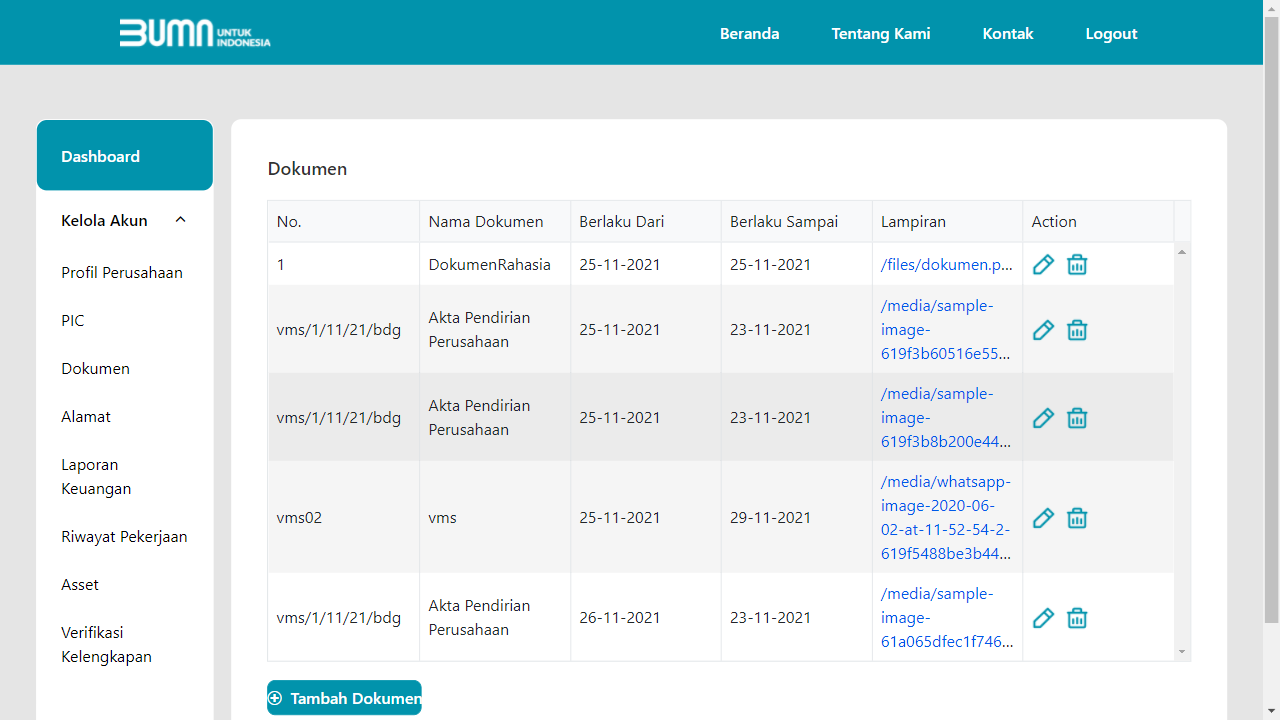 BUMN UNTUK INDONESIA
Beranda
Tentang Kami
Kontak
Logout
Dashboard
Kelola Akun
Profil Perusahaan
PIC
Dokumen
Alamat
Laporan
Keuangan
Riwayat Pekerjaan
Asset
Verifikasi
Kelengkapan
Dokumen
No. Nama Dokumen Berlaku Dari Berlaku Sampai Lampiran Action
1 DokumenRahasia 25-11-2021 25-11-2021 /files/dokumen.p...
vms/1/11/21/bdg Akta Pendirian Perusahaan 25-11-2021 23-11-2021 /media/sample-
image-
619f3b60516e55...
vms/1/11/21/bdg Akta Pendirian Perusahaan 25-11-2021 23-11-2021 /media/sample-
image-
619f3b8b200e44...
vms02 vms 25-11-2021 29-11-2021 /media/whatsapp-
image-2020-06-
02-at-11-52-54-2-
619f5488be3b44...
vms/1/11/21/bdg Akta Pendirian Perusahaan 26-11-2021 23-11-2021 /media/sample-
image-
61a065dfec1f746...
Tambah Dokumen